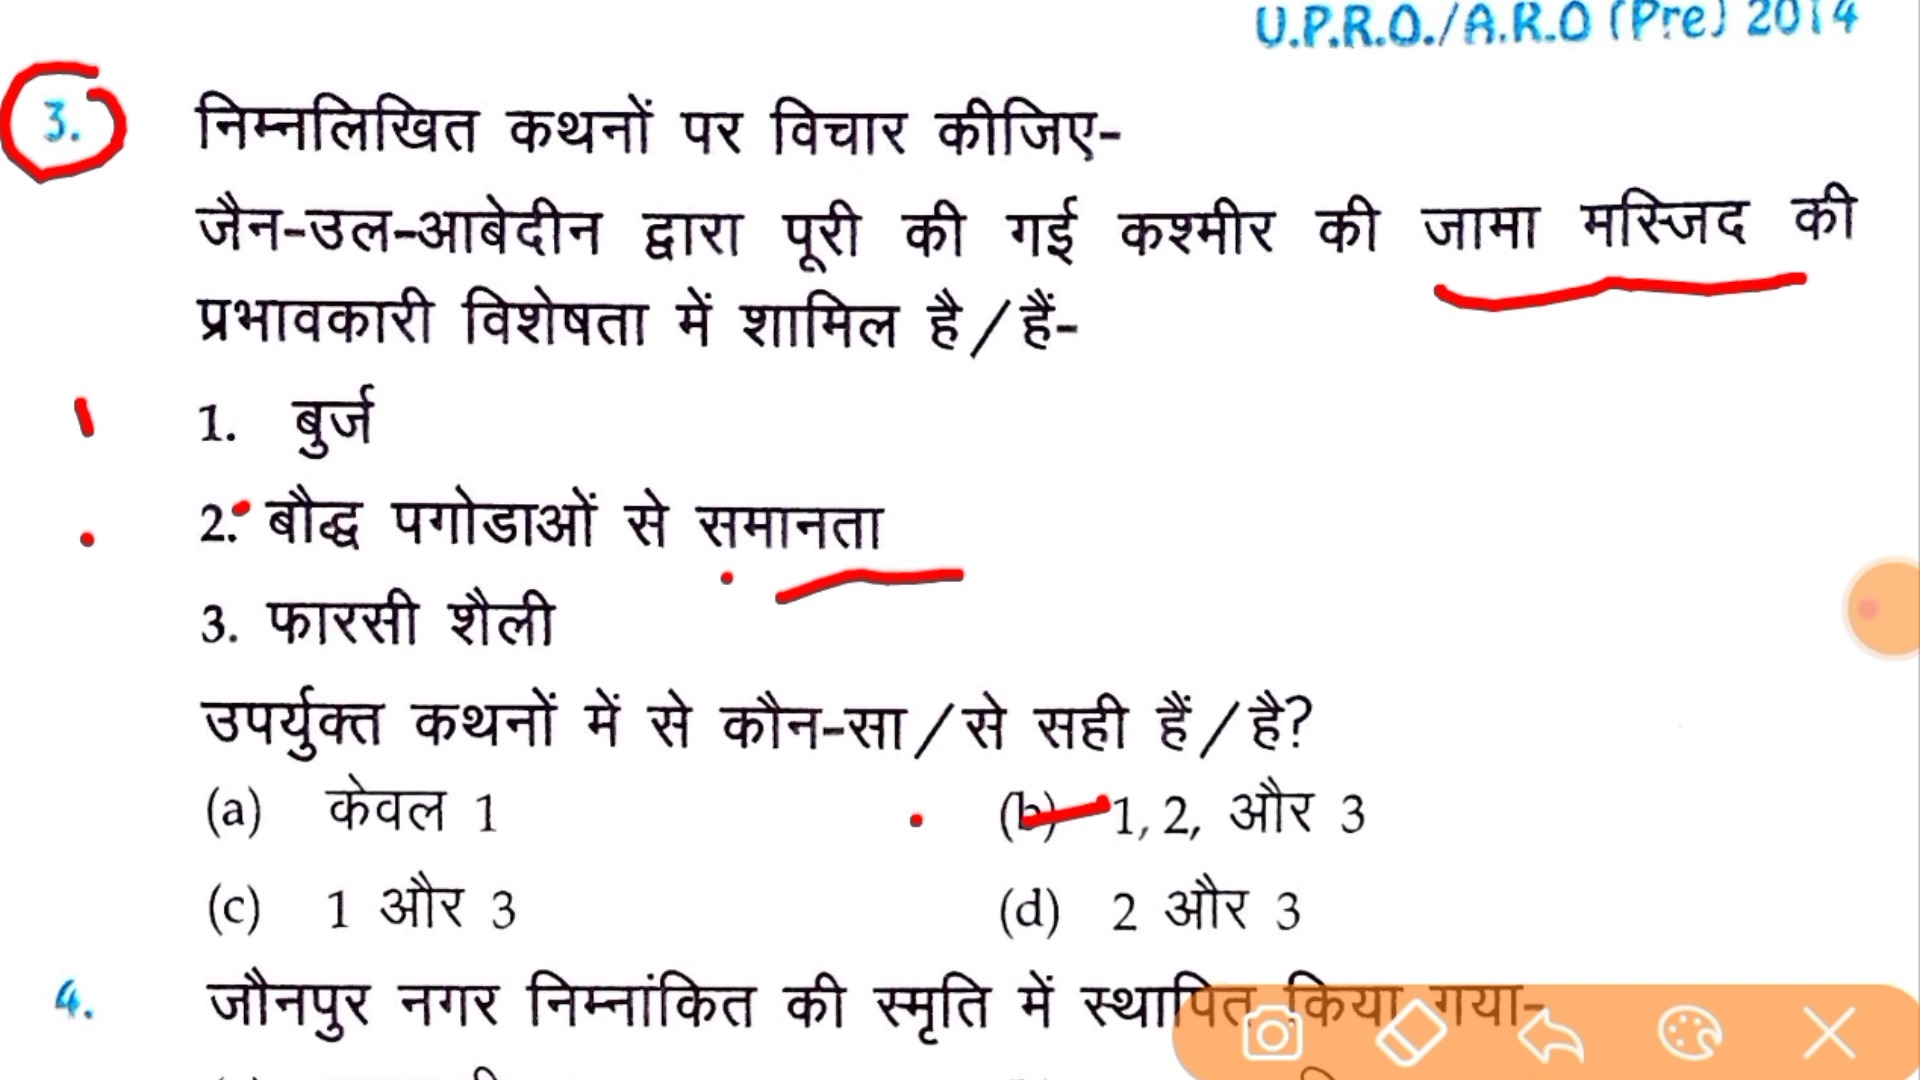 U.P.R.O./A.R.O (Pre) 2014
3. निम्नलिखित कथनों पर विचार कीजिए-
जैन-उल-आबेदीन द्वारा पूरी की गई कश्मीर की जामा मस्जिद की
प्रभावकारी विशेषता में शामिल है/हैं-
1. बुर्ज
2. बौद्ध पगोडाओं से समानता
3. फारसी शैली
उपर्युक्त कथनों में से कौन-सा/से सही हैं/है?
(a) केवल 1 (b) 1, 2, और 3
(c) 1 और 3 (d) 2 और 3
4. जौनपुर नगर निम्नांकित की स्मृति में स्थापित किया गया-